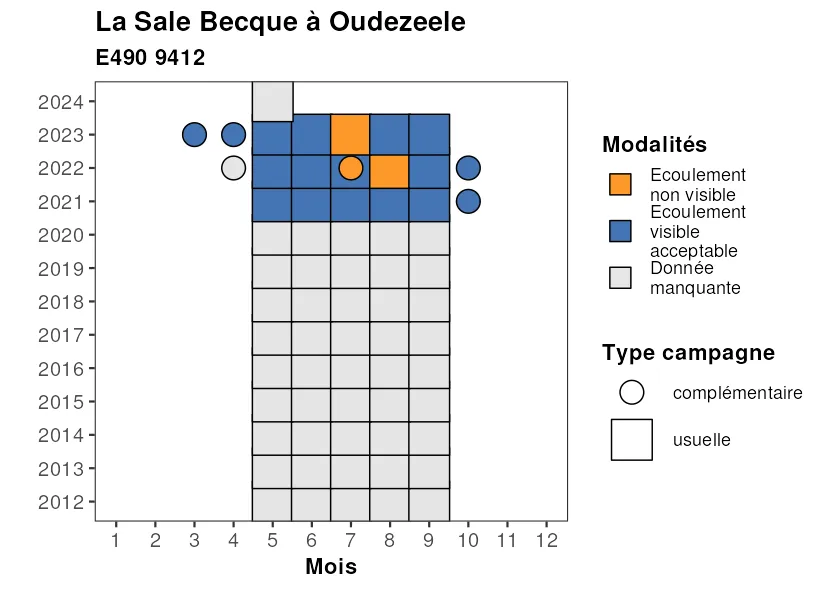 La Sale Becque à Oudezeele
E490 9412
2024
2023
2022
2021
2020
2019
2018
2017
2016
2015
2014
2013
2012
1 2 3 4 5 6 7 8 9 10 11 12
Mois
Modalités
Ecoulement
non visible
Ecoulement
visible
acceptable
Donnée
manquante
Type campagne
complémentaire
usuelle